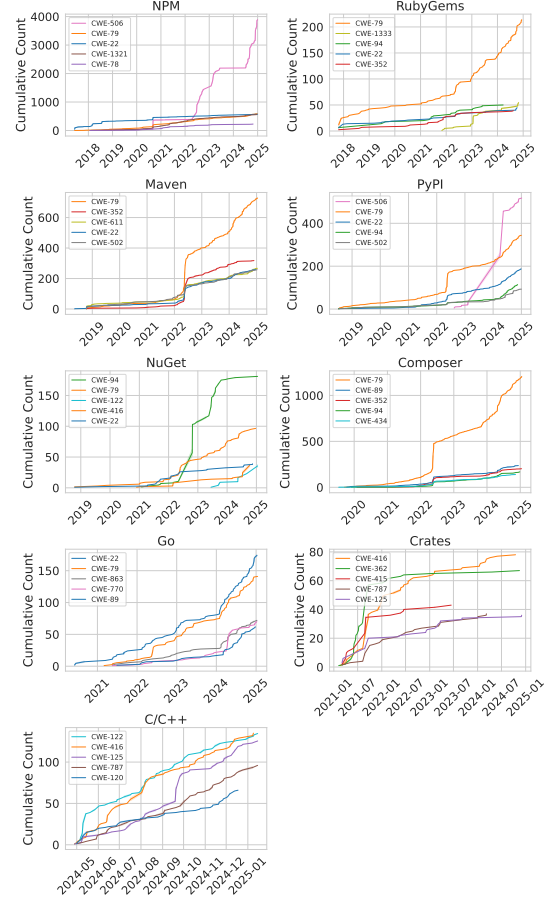 NPM
Cumulative Count
4000
3000
2000
1000
0
CWE-506
CWE-79
CWE-22
CWE-1321
CWE-78
2018
2019
2020
2021
2022
2023
2024
2025
RubyGems
Cumulative Count
200
150
100
50
0
CWE-79
CWE-1333
CWE-94
CWE-22
CWE-352
2018
2019
2020
2021
2022
2023
2024
2025
Maven
Cumulative Count
600
400
200
0
CWE-79
CWE-352
CWE-611
CWE-22
CWE-502
2019
2020
2021
2022
2023
2024
2025
PyPI
Cumulative Count
400
200
0
CWE-506
CWE-79
CWE-22
CWE-94
CWE-502
2019
2020
2021
2022
2023
2024
2025
NuGet
Cumulative Count
150
100
50
0
CWE-94
CWE-79
CWE-122
CWE-416
CWE-22
2019
2020
2021
2022
2023
2024
2025
Composer
Cumulative Count
1000
500
0
CWE-79
CWE-89
CWE-352
CWE-94
CWE-434
2020
2021
2022
2023
2024
2025
Go
Cumulative Count
150
100
50
0
CWE-22
CWE-79
CWE-863
CWE-770
CWE-89
2021
2022
2023
2024
2025
Crates
Cumulative Count
80
60
40
20
0
CWE-416
CWE-362
CWE-415
CWE-787
CWE-125
2021-01
2021-07
2022-01
2022-07
2023-01
2023-07
2024-01
2024-07
2025-01
C/C++
Cumulative Count
100
50
0
CWE-122
CWE-416
CWE-125
CWE-787
CWE-120
2024-05
2024-06
2024-07
2024-08
2024-09
2024-10
2024-11
2024-12
2025-01